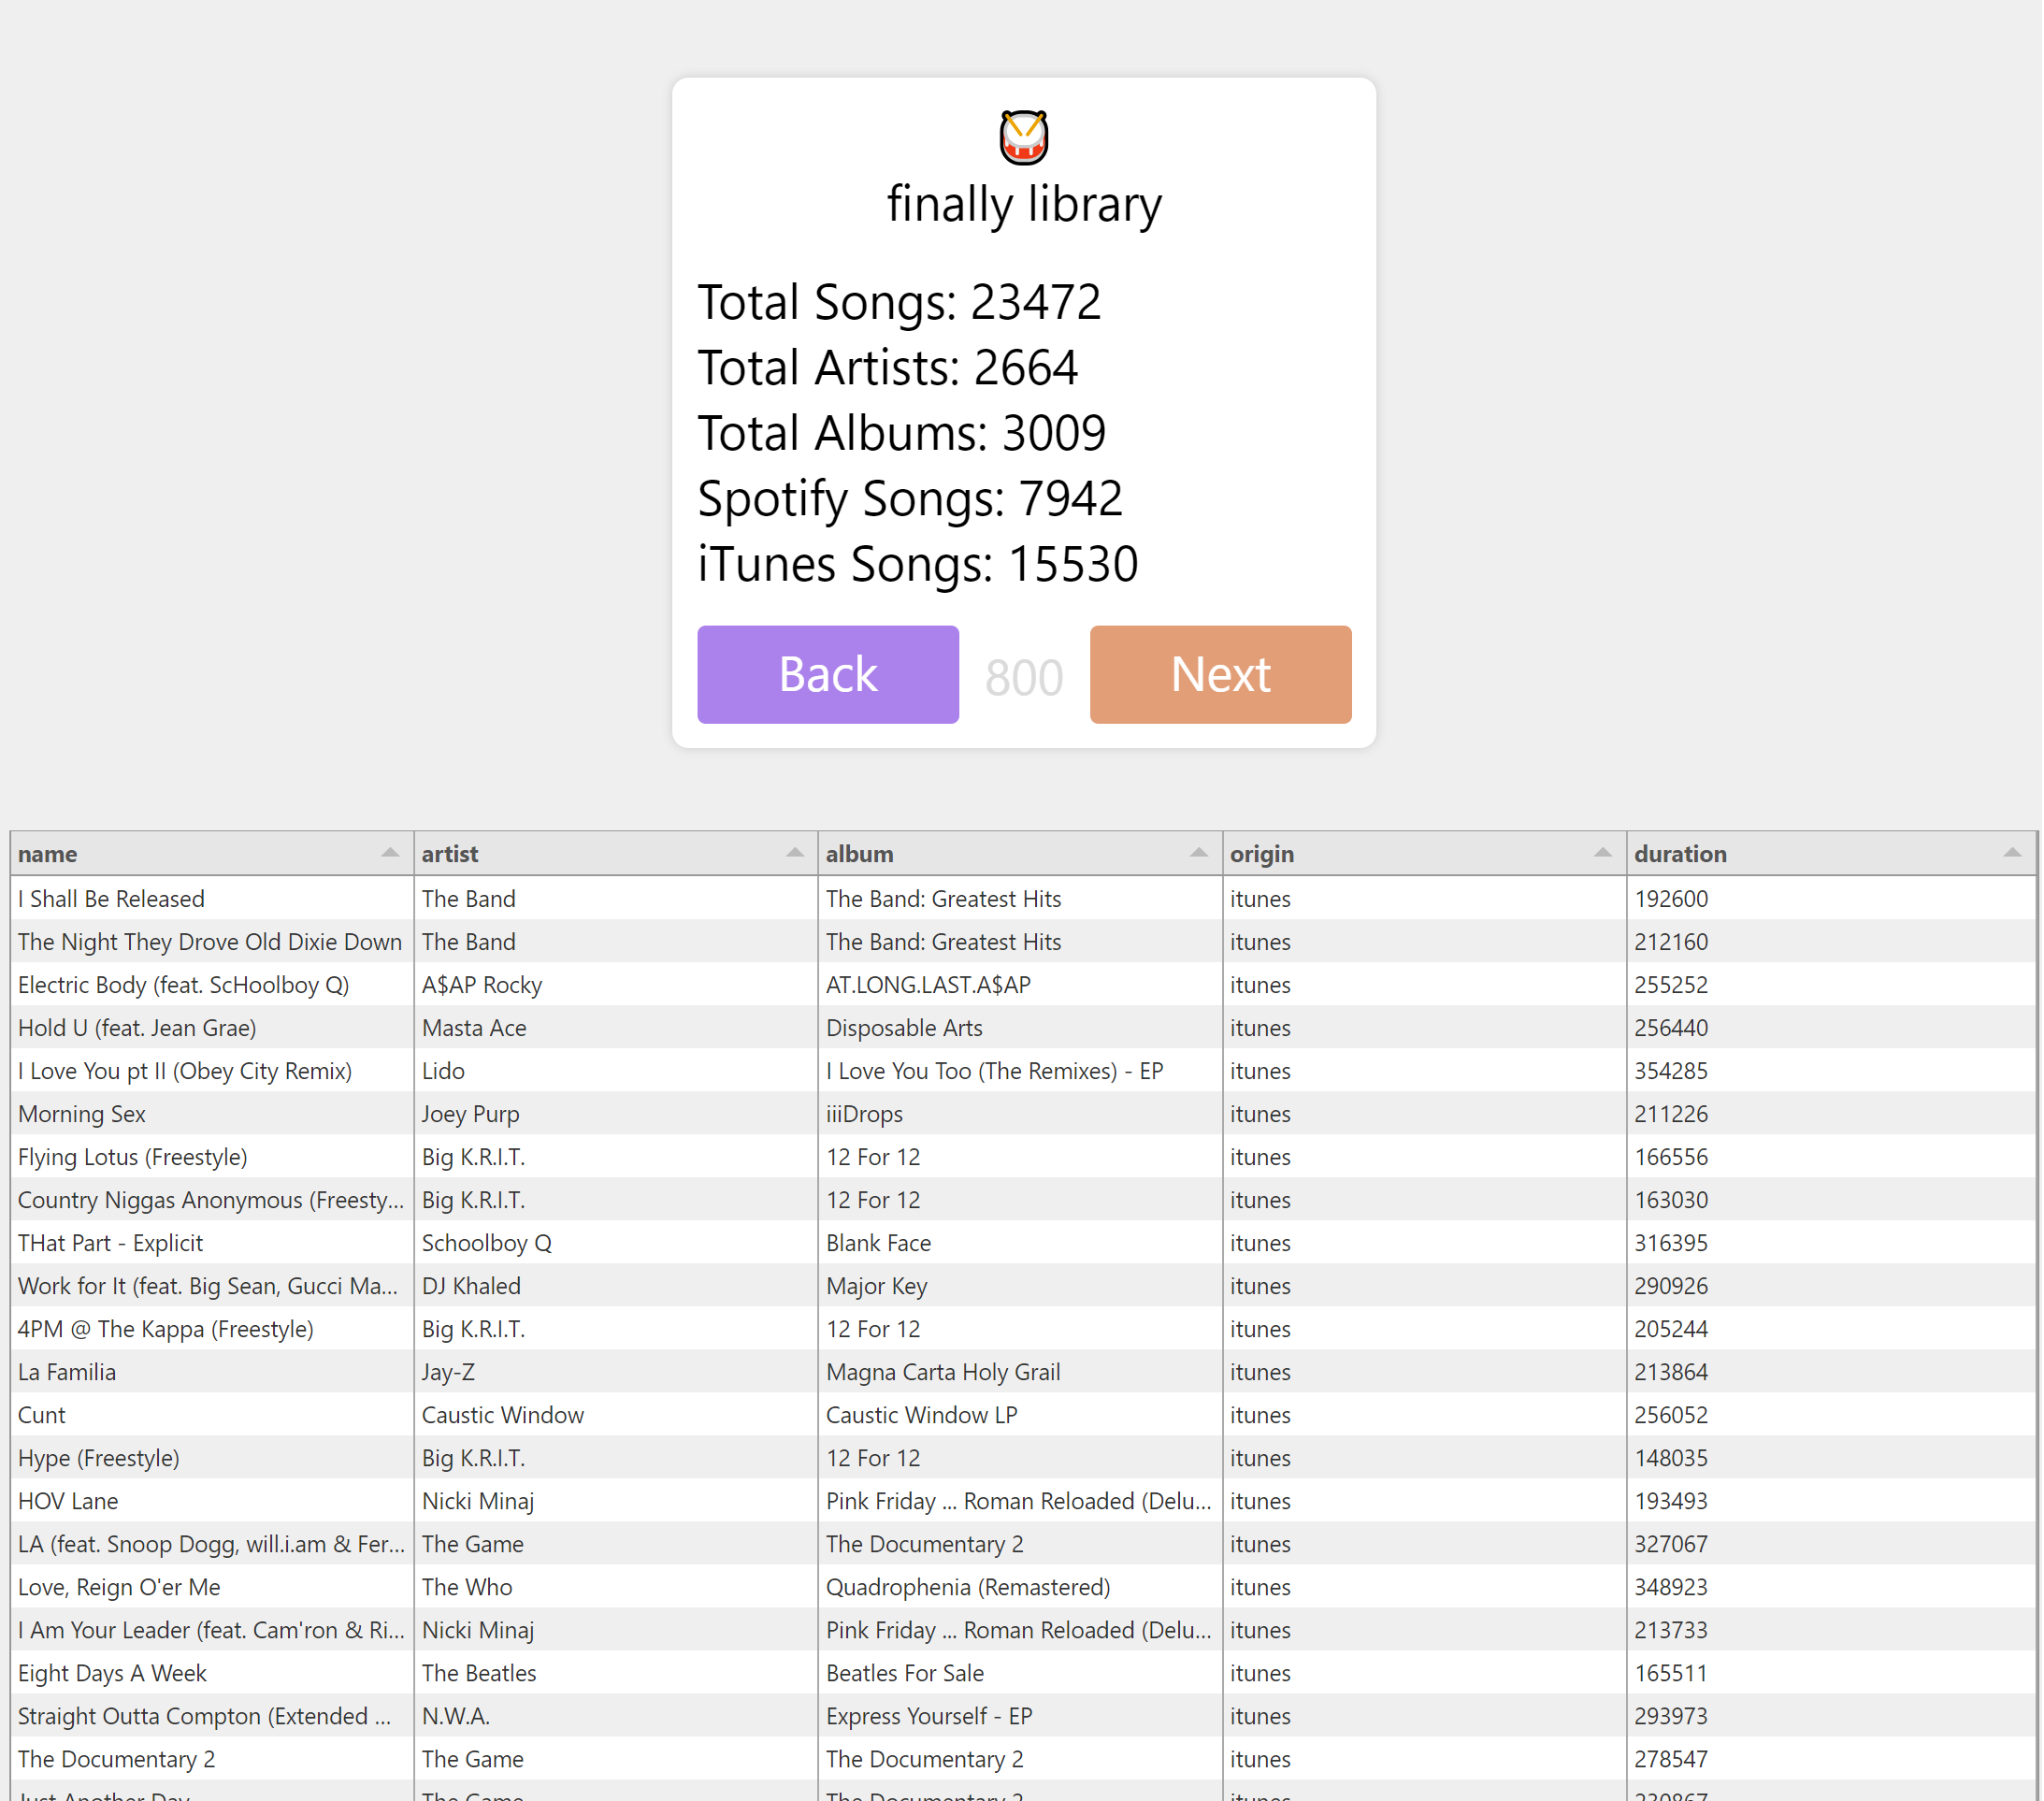 finally library
Total Songs: 23472
Total Artists: 2664
Total Albums: 3009
Spotify Songs: 7942
iTunes Songs: 15530
Back 800 Next
name artist album origin duration
I Shall Be Released The Band The Band: Greatest Hits itunes 192600
The Night They Drove Old Dixie Down The Band The Band: Greatest Hits itunes 212160
Electric Body (feat. ScHoolboy Q) A$AP Rocky AT.LONG.LAST.A$AP itunes 255252
Hold U (feat. Jean Grae) Masta Ace Disposable Arts itunes 256440
I Love You pt II (Obey City Remix) Lido I Love You Too (The Remixes) - EP itunes 354285
Morning Sex Joey Purp iiiDrops itunes 211226
Flying Lotus (Freestyle) Big K.R.I.T. 12 For 12 itunes 166556
Country Niggas Anonymous (Freesty... Big K.R.I.T. 12 For 12 itunes 163030
THat Part - Explicit Schoolboy Q Blank Face itunes 316395
Work for It (feat. Big Sean, Gucci Ma... DJ Khaled Major Key itunes 290926
4PM @ The Kappa (Freestyle) Big K.R.I.T. 12 For 12 itunes 205244
La Familia Jay-Z Magna Carta Holy Grail itunes 213864
Cunt Caustic Window Caustic Window LP itunes 256052
Hype (Freestyle) Big K.R.I.T. 12 For 12 itunes 148035
HOV Lane Nicki Minaj Pink Friday ... Roman Reloaded (Delu... itunes 193493
LA (feat. Snoop Dogg, will.i.am & Fer... The Game The Documentary 2 itunes 327067
Love, Reign O'er Me The Who Quadrophenia (Remastered) itunes 348923
I Am Your Leader (feat. Cam'ron & Ri... Nicki Minaj Pink Friday ... Roman Reloaded (Delu... itunes 213733
Eight Days A Week The Beatles Beatles For Sale itunes 165511
Straight Outta Compton (Extended ... N.W.A. Express Yourself - EP itunes 293973
The Documentary 2 The Game The Documentary 2 itunes 278547
Just Another Day The Game The Documentary 2 itunes 230867